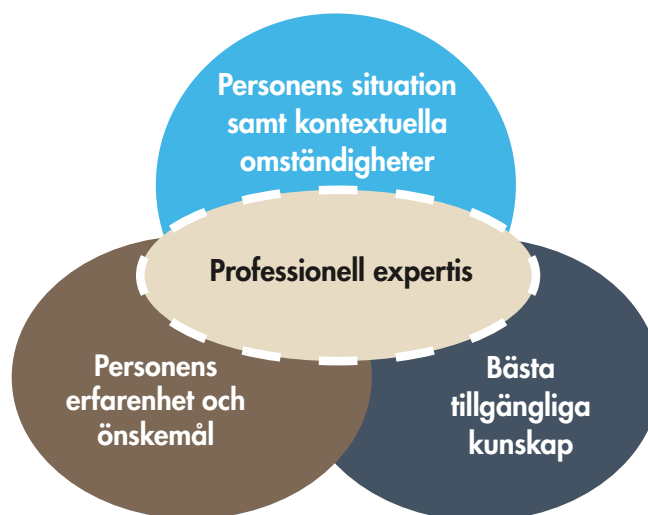 Personens situation
samt kontextuella
omständigheter
Professionell expertis
Personens
erfarenhet och
önskemål
Bästa
tillgängliga
kunskap